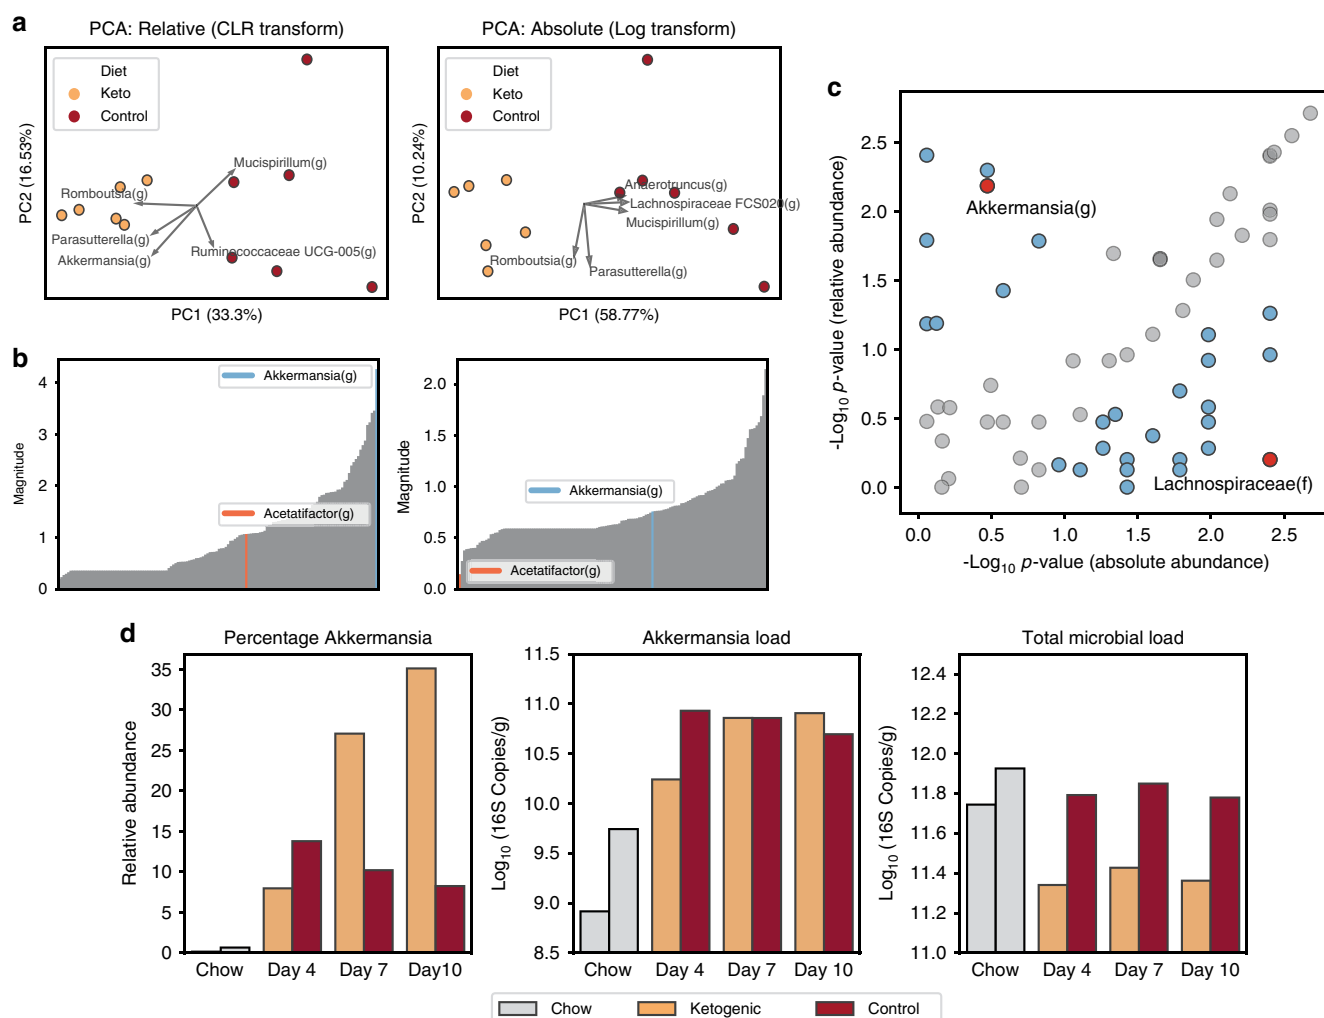 a
PCA: Relative (CLR transform)
Diet
Keto
Control
Mucispirillum(g)
Romboutsia(g)
Parasutterella(g)
Akkermansia(g)
Ruminococcaceae UCG-005(g)
PC2 (16.53%)
PC1 (33.3%)
PCA: Absolute (Log transform)
Diet
Keto
Control
Anaerotruncus(g)
Lachnospiraceae FCS020(g)
Mucispirillum(g)
Romboutsia(g)
Parasutterella(g)
PC2 (10.24%)
PC1 (58.77%)
b
Akkermansia(g)
Acetatifactor(g)
Magnitude
4
3
2
1
0
Akkermansia(g)
Acetatifactor(g)
Magnitude
2.0
1.5
1.0
0.5
0.0
c
Akkermansia(g)
Lachnospiraceae(f)
-Log10 p-value (relative abundance)
2.5
2.0
1.5
1.0
0.5
0.0
0.0 0.5 1.0 1.5 2.0 2.5
-Log10 p-value (absolute abundance)
d
Percentage Akkermansia
Relative abundance
35
30
25
20
15
10
5
0
Chow Day 4 Day 7 Day10
Akkermansia load
Log10 (16S Copies/g)
11.5
11.0
10.5
10.0
9.5
9.0
8.5
Chow Day 4 Day 7 Day 10
Total microbial load
Log10 (16S Copies/g)
12.4
12.2
12.0
11.8
11.6
11.4
11.2
11.0
Chow Day 4 Day 7 Day 10
Chow Ketogenic Control